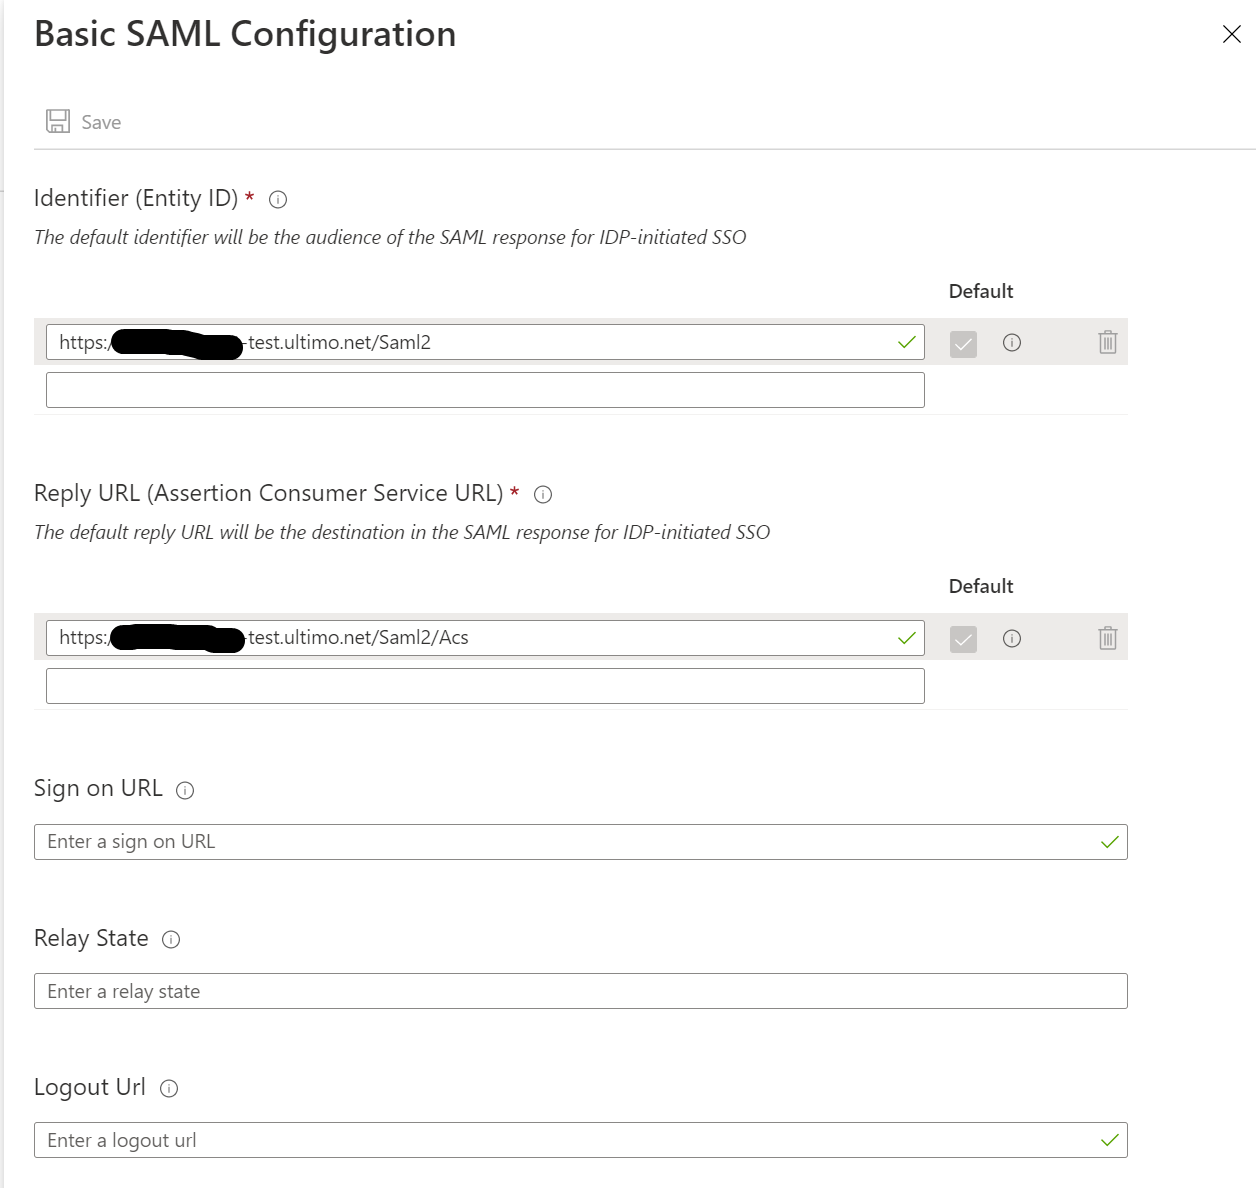 Basic SAML Configuration
Save
Identifier (Entity ID) *
The default identifier will be the audience of the SAML response for IDP-initiated SSO
Default
https:/ -test.ultimo.net/Saml2
Reply URL (Assertion Consumer Service URL) *
The default reply URL will be the destination in the SAML response for IDP-initiated SSO
Default
https:/ -test.ultimo.net/Saml2/Acs
Sign on URL
Enter a sign on URL
Relay State
Enter a relay state
Logout Url
Enter a logout url